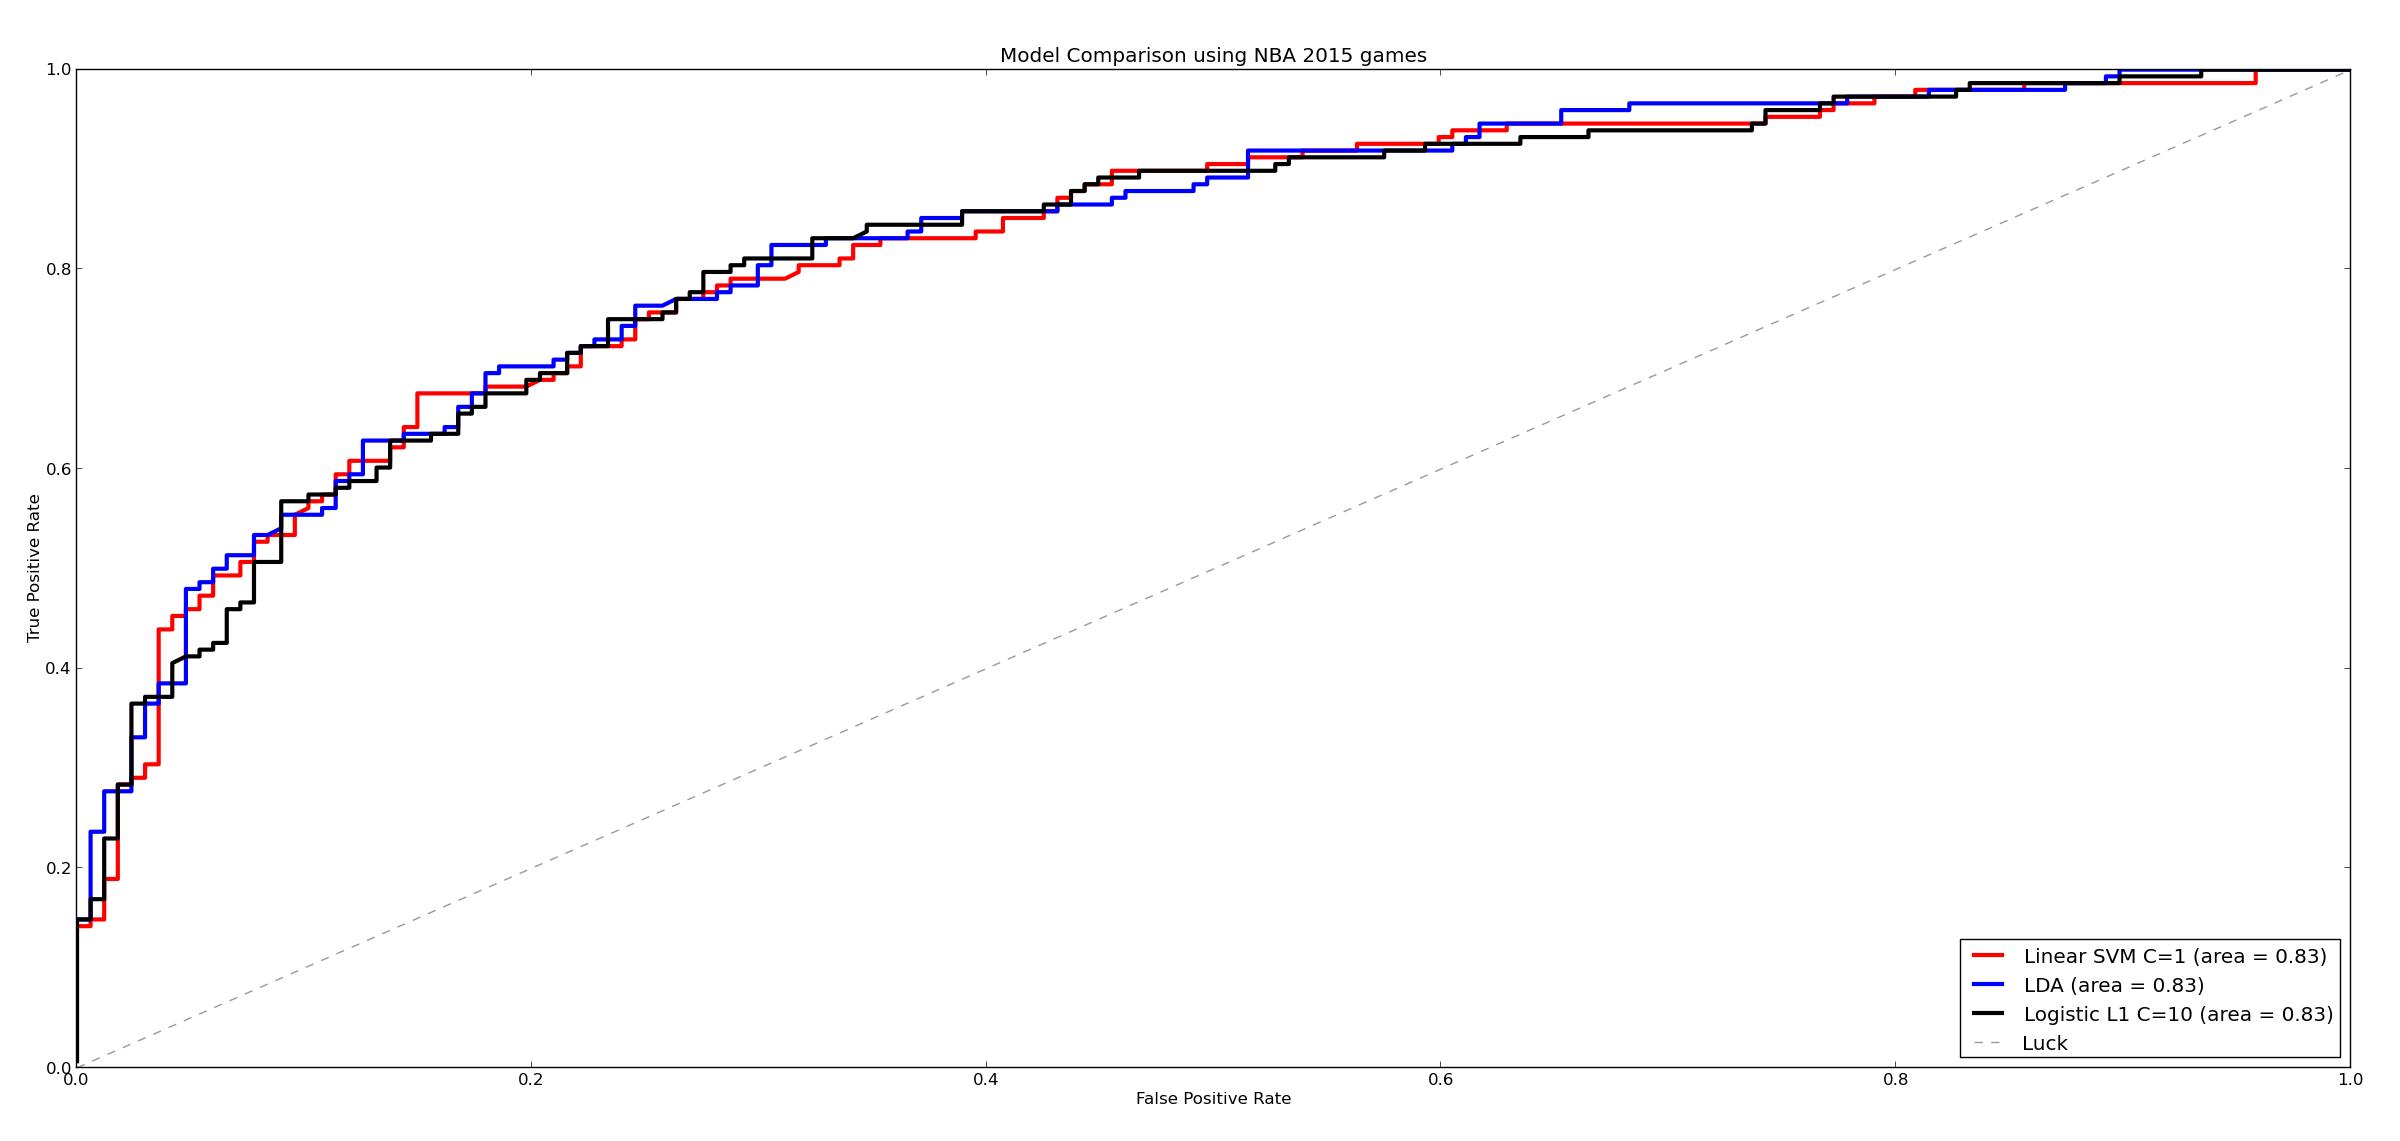 Model Comparison using NBA 2015 games
1.0
0.8
0.6
0.4
0.2
0.0
True Positive Rate
0.0
0.2
0.4
0.6
0.8
1.0
False Positive Rate
Linear SVM C=1 (area = 0.83)
LDA (area = 0.83)
Logistic L1 C=10 (area = 0.83)
Luck